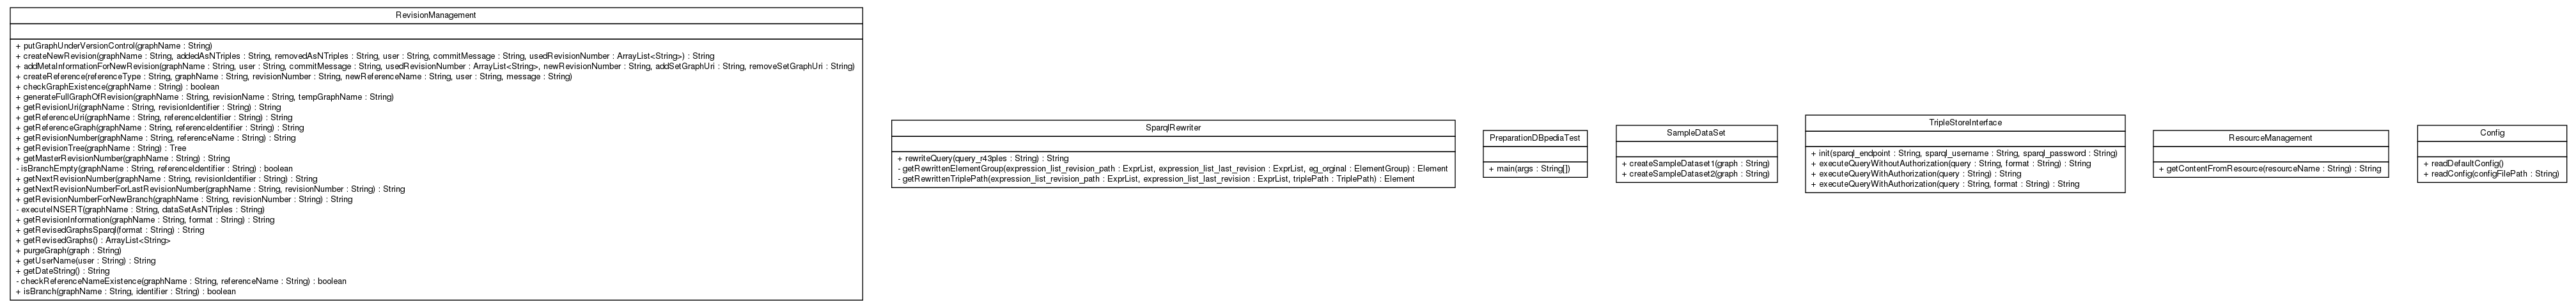 RevisionManagement
+ putGraphUnderVersionControl(graphName : String)
+ createNewRevision(graphName : String, addedAsNTriples : String, removedAsNTriples : String, user : String, commitMessage : String, usedRevisionNumber : ArrayList<String>) : String
+ addMetaInformationForNewRevision(graphName : String, user : String, commitMessage : String, usedRevisionNumber : ArrayList<String>, newRevisionNumber : String, addSetGraphUri : String, removeSetGraphUri : String)
+ createReference(referenceType : String, graphName : String, revisionNumber : String, newReferenceName : String, user : String, message : String)
+ checkGraphExistence(graphName : String) : boolean
+ generateFullGraphOfRevision(graphName : String, revisionName : String, tempGraphName : String)
+ getRevisionUri(graphName : String, revisionIdentifier : String) : String
+ getReferenceUri(graphName : String, referenceIdentifier : String) : String
+ getReferenceGraph(graphName : String, referenceIdentifier : String) : String
+ getRevisionNumber(graphName : String, referenceName : String) : String
+ getRevisionTree(graphName : String) : Tree
+ getMasterRevisionNumber(graphName : String) : String
- isBranchEmpty(graphName : String, referenceIdentifier : String) : boolean
+ getNextRevisionNumber(graphName : String, revisionIdentifier : String) : String
+ getNextRevisionNumberForLastRevisionNumber(graphName : String, revisionNumber : String) : String
+ getRevisionNumberForNewBranch(graphName : String, revisionNumber : String) : String
- executeINSERT(graphName : String, dataSetAsNTriples : String)
+ getRevisionInformation(graphName : String, format : String) : String
+ getRevisedGraphsSparql(format : String) : String
+ getRevisedGraphs() : ArrayList<String>
+ purgeGraph(graph : String)
+ getUserName(user : String) : String
+ getDateString() : String
- checkReferenceNameExistence(graphName : String, referenceName : String) : boolean
+ isBranch(graphName : String, identifier : String) : boolean
SparqlRewriter
+ rewriteQuery(query_r43ples : String) : String
- getRewrittenElementGroup(expression_list_revision_path : ExprList, expression_list_last_revision : ExprList, eg_orginal : ElementGroup) : Element
- getRewrittenTriplePath(expression_list_revision_path : ExprList, expression_list_last_revision : ExprList, triplePath : TriplePath) : Element
PreparationDBpediaTest
+ main(args : String[])
SampleDataSet
+ createSampleDataset1(graph : String)
+ createSampleDataset2(graph : String)
TripleStoreInterface
+ init(sparql_endpoint : String, sparql_username : String, sparql_password : String)
+ executeQueryWithoutAuthorization(query : String, format : String) : String
+ executeQueryWithAuthorization(query : String) : String
+ executeQueryWithAuthorization(query : String, format : String) : String
ResourceManagement
+ getContentFromResource(resourceName : String) : String
Config
+ readDefaultConfig()
+ readConfig(configFilePath : String)